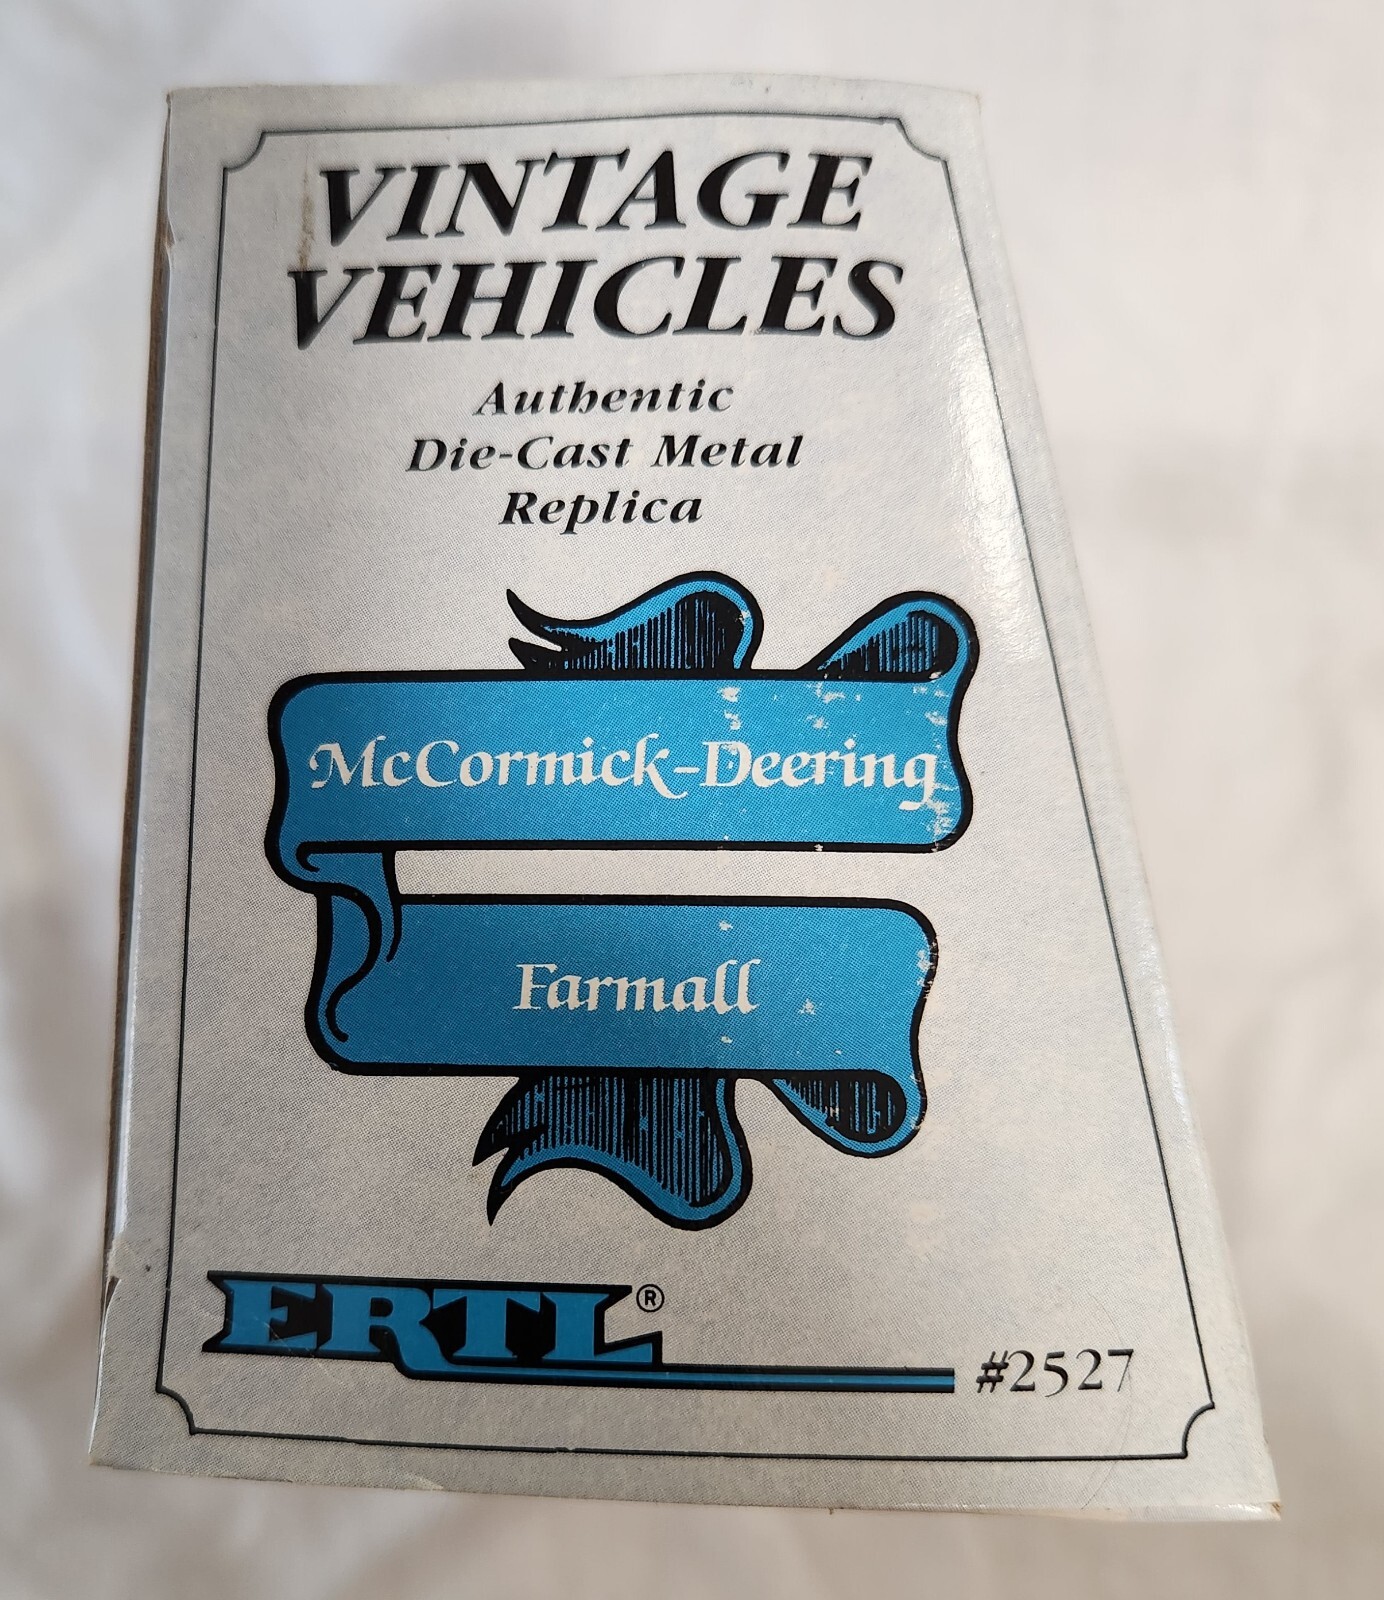 VINTAGE
VEHICLES
Authentic
Die-Cast Metal
Replica
McCormick-Deering
Farmall
ERTL®
#2527